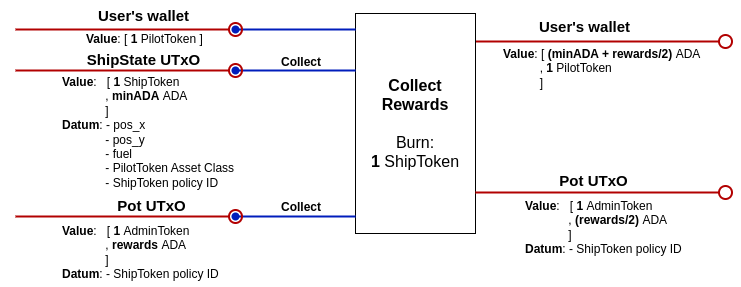 User's wallet
Value: [ 1 PilotToken ]
ShipState UTxO
Value: [ 1 ShipToken
, minADA ADA
]
Datum: - pos_x
- pos_y
- fuel
- PilotToken Asset Class
- ShipToken policy ID
Collect
Pot UTxO
Value: [ 1 AdminToken
, rewards ADA
]
Datum: - ShipToken policy ID
Collect
Collect
Rewards
Burn:
1 ShipToken
User's wallet
Value: [ (minADA + rewards/2) ADA
, 1 PilotToken
]
Pot UTxO
Value: [ 1 AdminToken
, (rewards/2) ADA
]
Datum: - ShipToken policy ID